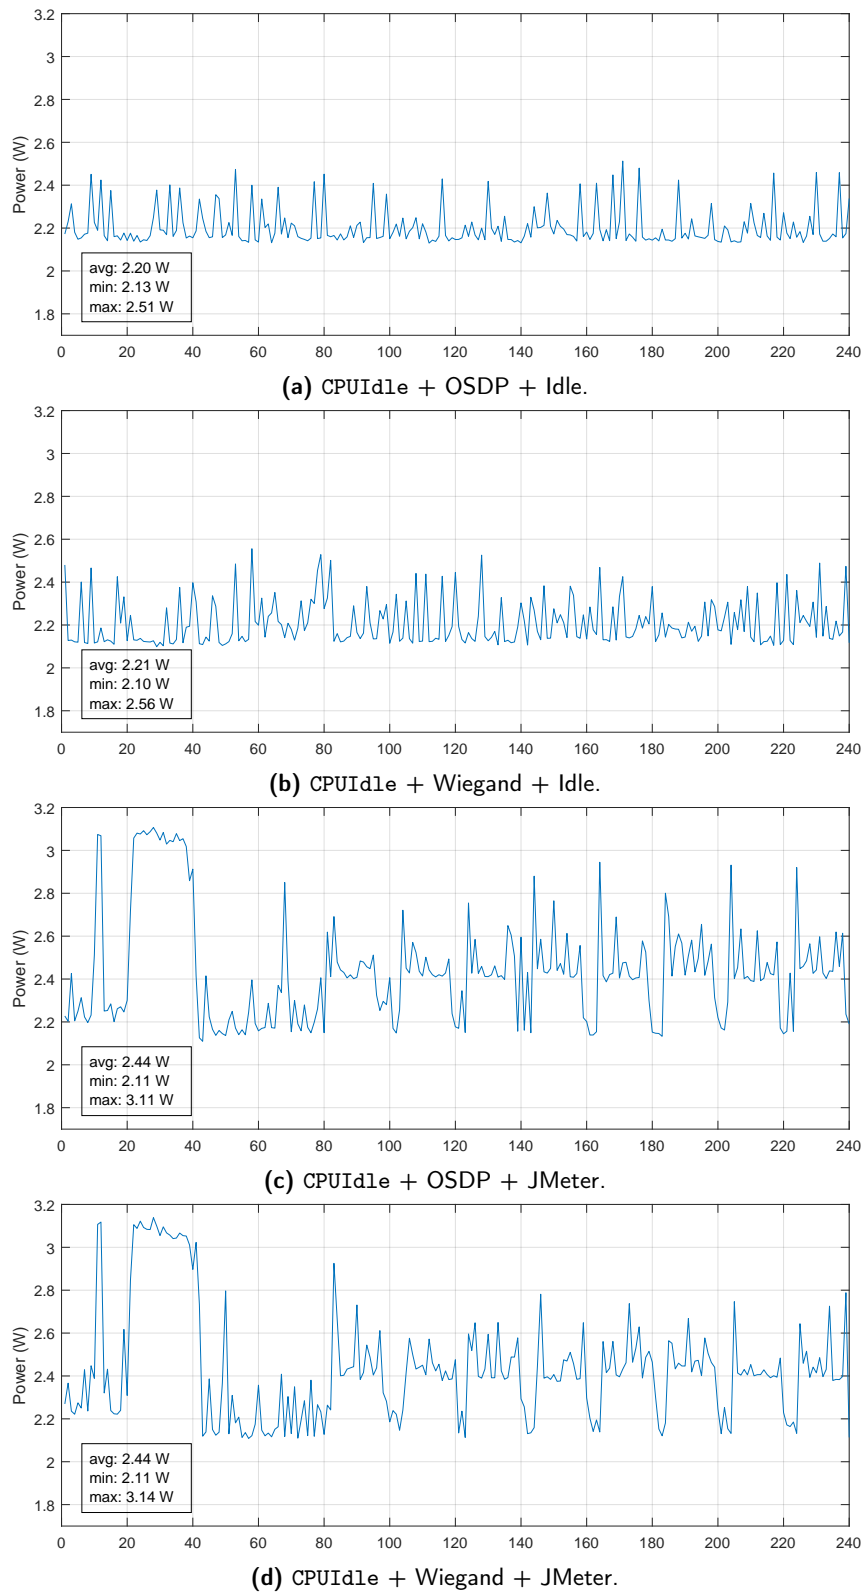 3.2
3
2.8
2.6
2.4
2.2
2
1.8
Power (W)
avg: 2.20 W
min: 2.13 W
max: 2.51 W
0 20 40 60 80 100 120 140 160 180 200 220 240
(a) CPUIdle + OSDP + Idle.
3.2
3
2.8
2.6
2.4
2.2
2
1.8
Power (W)
avg: 2.21 W
min: 2.10 W
max: 2.56 W
0 20 40 60 80 100 120 140 160 180 200 220 240
(b) CPUIdle + Wiegand + Idle.
3.2
3
2.8
2.6
2.4
2.2
2
1.8
Power (W)
avg: 2.44 W
min: 2.11 W
max: 3.11 W
0 20 40 60 80 100 120 140 160 180 200 220 240
(c) CPUIdle + OSDP + JMeter.
3.2
3
2.8
2.6
2.4
2.2
2
1.8
Power (W)
avg: 2.44 W
min: 2.11 W
max: 3.14 W
0 20 40 60 80 100 120 140 160 180 200 220 240
(d) CPUIdle + Wiegand + JMeter.